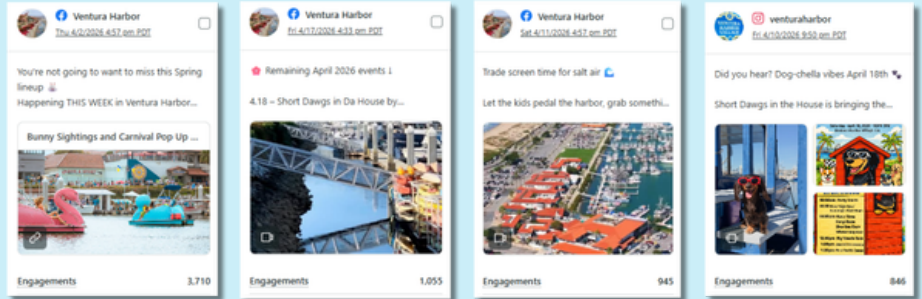 Ventura Harbor
Thu 4/2/2026 4:57 pm PDT
You're not going to want to miss this Spring
lineup 🐰
Happening THIS WEEK in Ventura Harbor...
Bunny Sightings and Carnival Pop Up ...
Engagements 3,710
Ventura Harbor
Fri 4/17/2026 4:33 pm PDT
🌸 Remaining April 2026 events ⤵
4.18 – Short Dawgs in Da House by...
Engagements 1,055
Ventura Harbor
Sat 4/11/2026 4:57 pm PDT
Trade screen time for salt air 🌊
Let the kids pedal the harbor, grab somethi...
Engagements 945
venturaharbor
Fri 4/10/2026 9:50 pm PDT
Did you hear? Dog-chella vibes April 18th 🐾
Short Dawgs in the House is bringing the...
Engagements 846